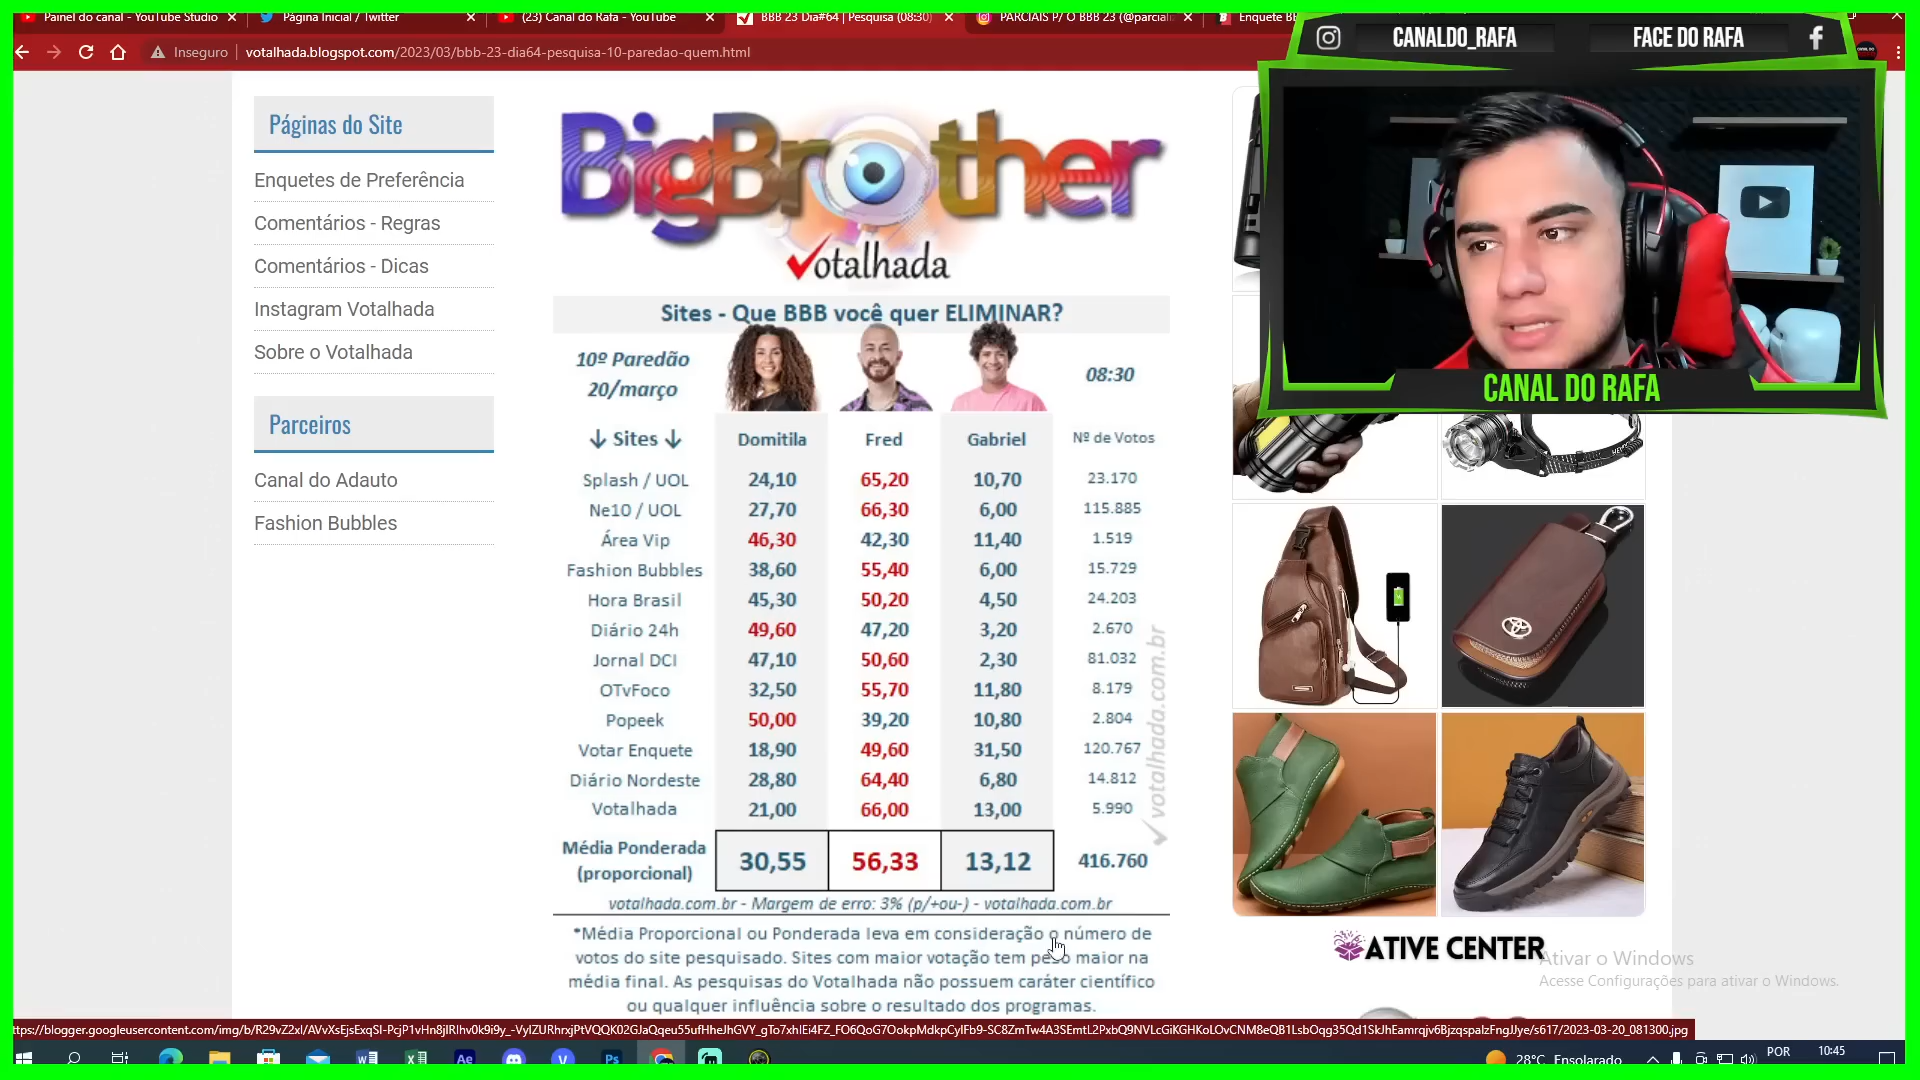 Painel do canal - YouTube Studio
Página Inicial / Twitter
(23) Canal do Rafa - YouTube
BBB 23 Dia#64 | Pesquisa (08:30)
PARCIAIS P/ O BBB 23 (@parcial
Enquete BB
Inseguro
votalhada.blogspot.com/2023/03/bbb-23-dia64-pesquisa-10-paredao-quem.html
CANALDO_RAFA
FACE DO RAFA
CANAL DO RAFA
Páginas do Site
Enquetes de Preferência
Comentários - Regras
Comentários - Dicas
Instagram Votalhada
Sobre o Votalhada
Parceiros
Canal do Adauto
Fashion Bubbles
BigBrother
Votalhada
Sites - Que BBB você quer ELIMINAR?
10º Paredão
20/março
08:30
↓ Sites ↓ Domitila Fred Gabriel Nº de Votos
Splash / UOL 24,10 65,20 10,70 23.170
Ne10 / UOL 27,70 66,30 6,00 115.885
Área Vip 46,30 42,30 11,40 1.519
Fashion Bubbles 38,60 55,40 6,00 15.729
Hora Brasil 45,30 50,20 4,50 24.203
Diário 24h 49,60 47,20 3,20 2.670
Jornal DCI 47,10 50,60 2,30 81.032
OTvFoco 32,50 55,70 11,80 8.179
Popeek 50,00 39,20 10,80 2.804
Votar Enquete 18,90 49,60 31,50 120.767
Diário Nordeste 28,80 64,40 6,80 14.812
Votalhada 21,00 66,00 13,00 5.990
Média Ponderada
(proporcional)
30,55 56,33 13,12 416.760
votalhada.com.br
votalhada.com.br - Margem de erro: 3% (p/+ou-) - votalhada.com.br
*Média Proporcional ou Ponderada leva em consideração o número de
votos do site pesquisado. Sites com maior votação tem peso maior na
média final. As pesquisas do Votalhada não possuem caráter científico
ou qualquer influência sobre o resultado dos programas.
ATIVE CENTER
Ativar o Windows
Acesse Configurações para ativar o Windows.
28°C Ensolarado
POR
10:45